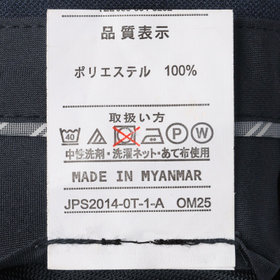 品質表示
ポリエステル 100%
取扱い方
40 P W
中性洗剤・洗濯ネット・あて布使用
MADE IN MYANMAR
JPS2014-0T-1-A OM25